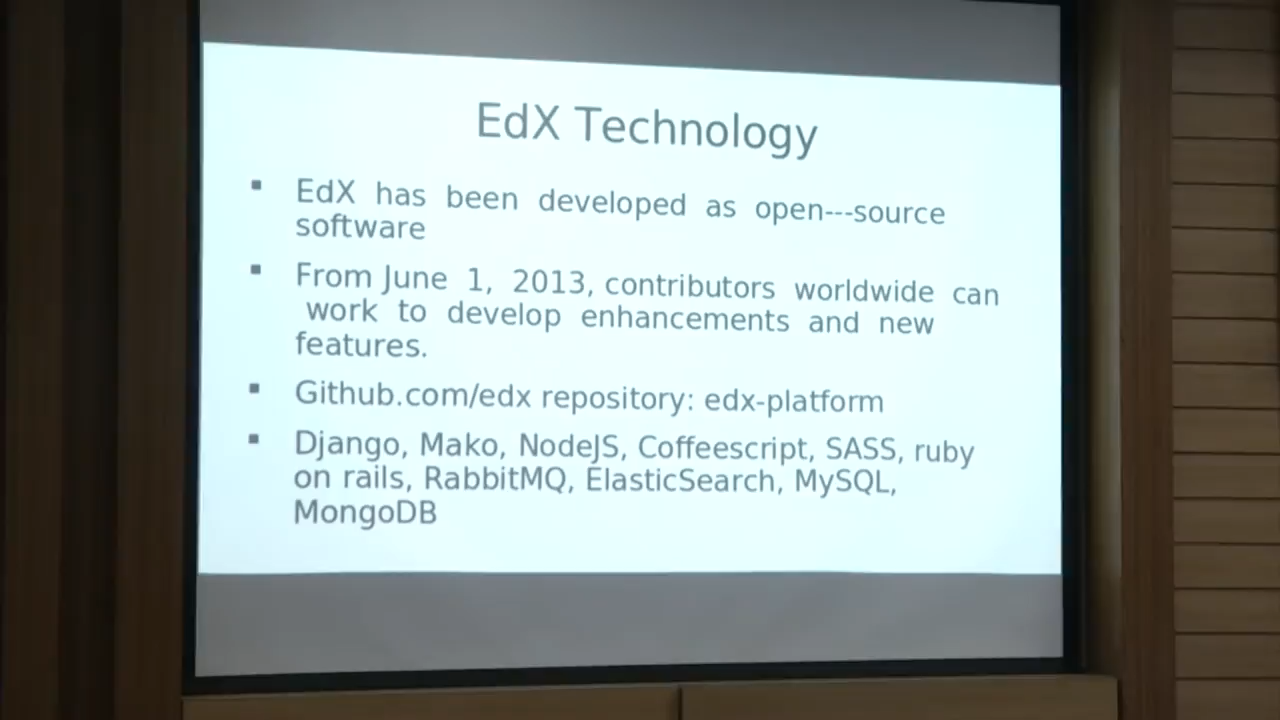 EdX Technology
EdX has been developed as open---source
software
From June 1, 2013, contributors worldwide can
work to develop enhancements and new
features.
Github.com/edx repository: edx-platform
Django, Mako, NodeJS, Coffeescript, SASS, ruby
on rails, RabbitMQ, ElasticSearch, MySQL,
MongoDB